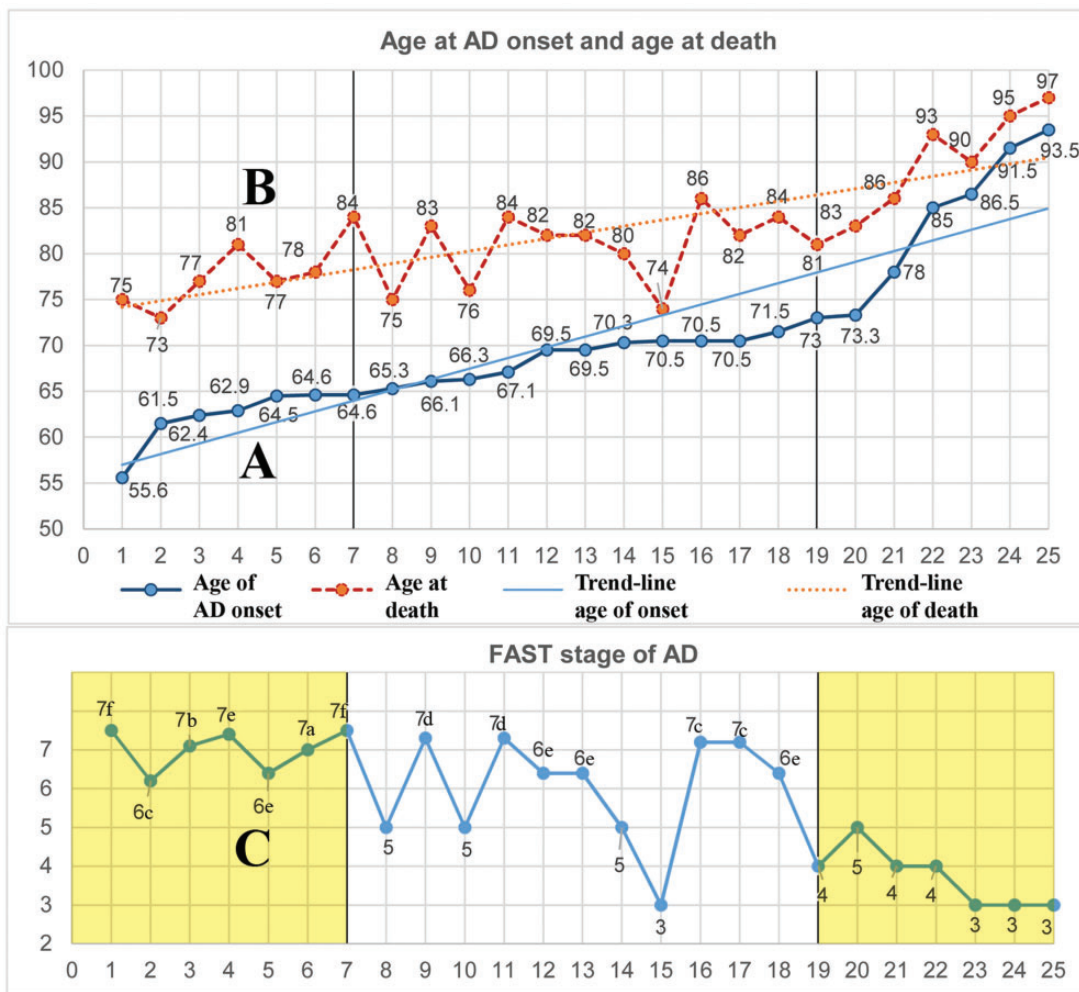 Age at AD onset and age at death
100
95
90
85
80
75
70
65
60
55
50
B
A
75 73 77 81 77 78 84 75 83 76 84 82 82 80 74 86 82 84 81 83 86 93 90 95 97
55.6 61.5 62.4 62.9 64.5 64.6 64.6 65.3 66.1 66.3 67.1 69.5 69.5 70.3 70.5 70.5 70.5 71.5 73 73.3 78 85 86.5 91.5 93.5
0 1 2 3 4 5 6 7 8 9 10 11 12 13 14 15 16 17 18 19 20 21 22 23 24 25
Age of
AD onset
Age at
death
Trend-line
age of onset
Trend-line
age of death
FAST stage of AD
7
6
5
4
3
2
7f 6c 7b 7e 6e 7a 7f 5 7d 5 7d 6e 6e 5 3 7c 7c 6e 4 5 4 4 3 3 3
C
0 1 2 3 4 5 6 7 8 9 10 11 12 13 14 15 16 17 18 19 20 21 22 23 24 25